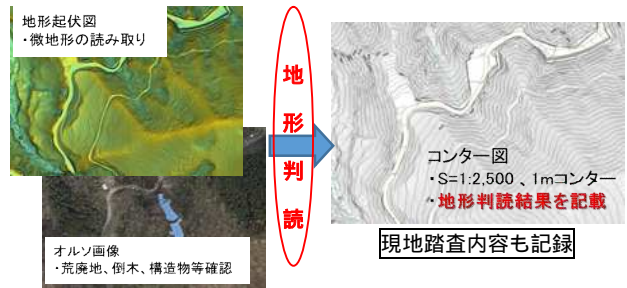 地形起伏図
・微地形の読み取り
オルソ画像
・荒廃地、倒木、構造物等確認
地形判読
コンター図
・S=1:2,500 、1mコンター
・地形判読結果を記載
現地踏査内容も記録